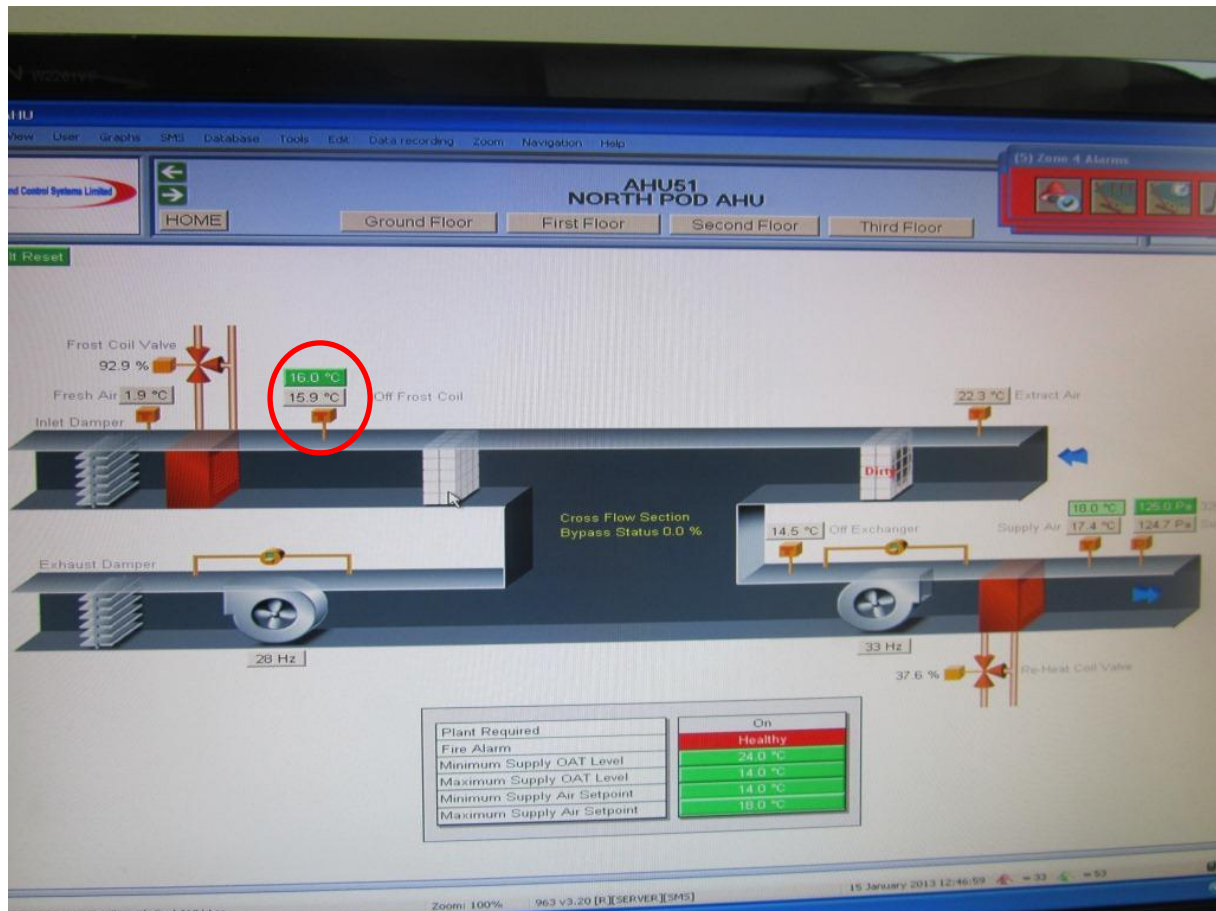 AHU
View User Graphs SMS Database Tools Edit Data recording Zoom Navigation Help
(5) Zone 4 Alarms
nd Control Systems Limited
AHU51
NORTH POD AHU
HOME
Ground Floor
First Floor
Second Floor
Third Floor
lt Reset
Frost Coil Valve
92.9 %
Fresh Air 1.9 °C
Inlet Damper
16.0 °C
15.9 °C Off Frost Coil
22.3 °C Extract Air
Dirty
Cross Flow Section
Bypass Status 0.0 %
14.5 °C Off Exchanger
18.0 °C 125.0 Pa
Supply Air 17.4 °C 124.7 Pa
Exhaust Damper
28 Hz
33 Hz
37.6 % Re-Heat Coil Valve
Plant Required On
Fire Alarm Healthy
Minimum Supply OAT Level 24.0 °C
Maximum Supply OAT Level 14.0 °C
Minimum Supply Air Setpoint 14.0 °C
Maximum Supply Air Setpoint 18.0 °C
15 January 2013 12:46:59 = 33 = 53
Zoom: 100% 963 v3.20 [R][SERVER][SMS]